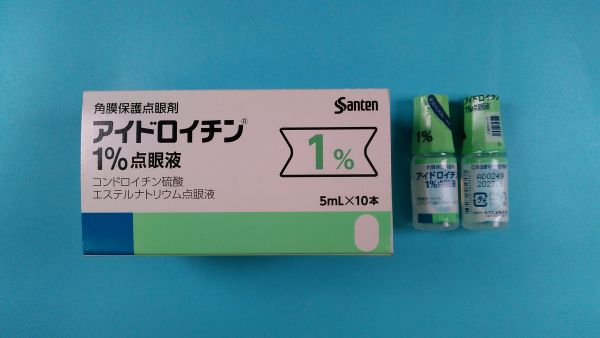 角膜保護点眼剤
アイドロイチン®
1%点眼液
コンドロイチン硫酸
エステルナトリウム点眼液
Santen
1%
5mL×10本
1%
アイドロイチン
1%点眼液
AD0249